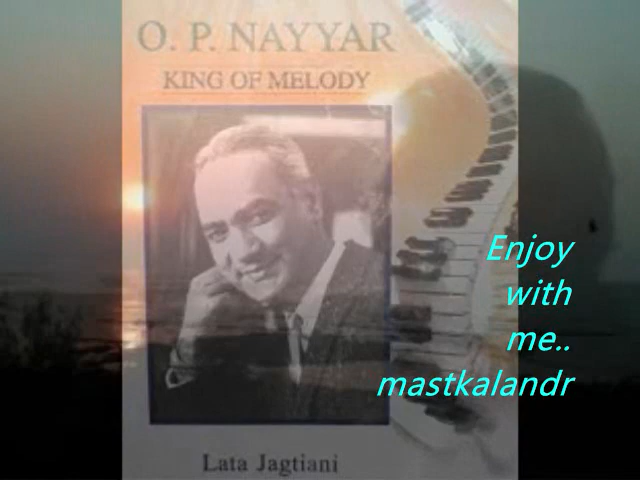 O. P. NAYYAR
KING OF MELODY
Enjoy
with
me..
mastkalandr
Lata Jagtiani